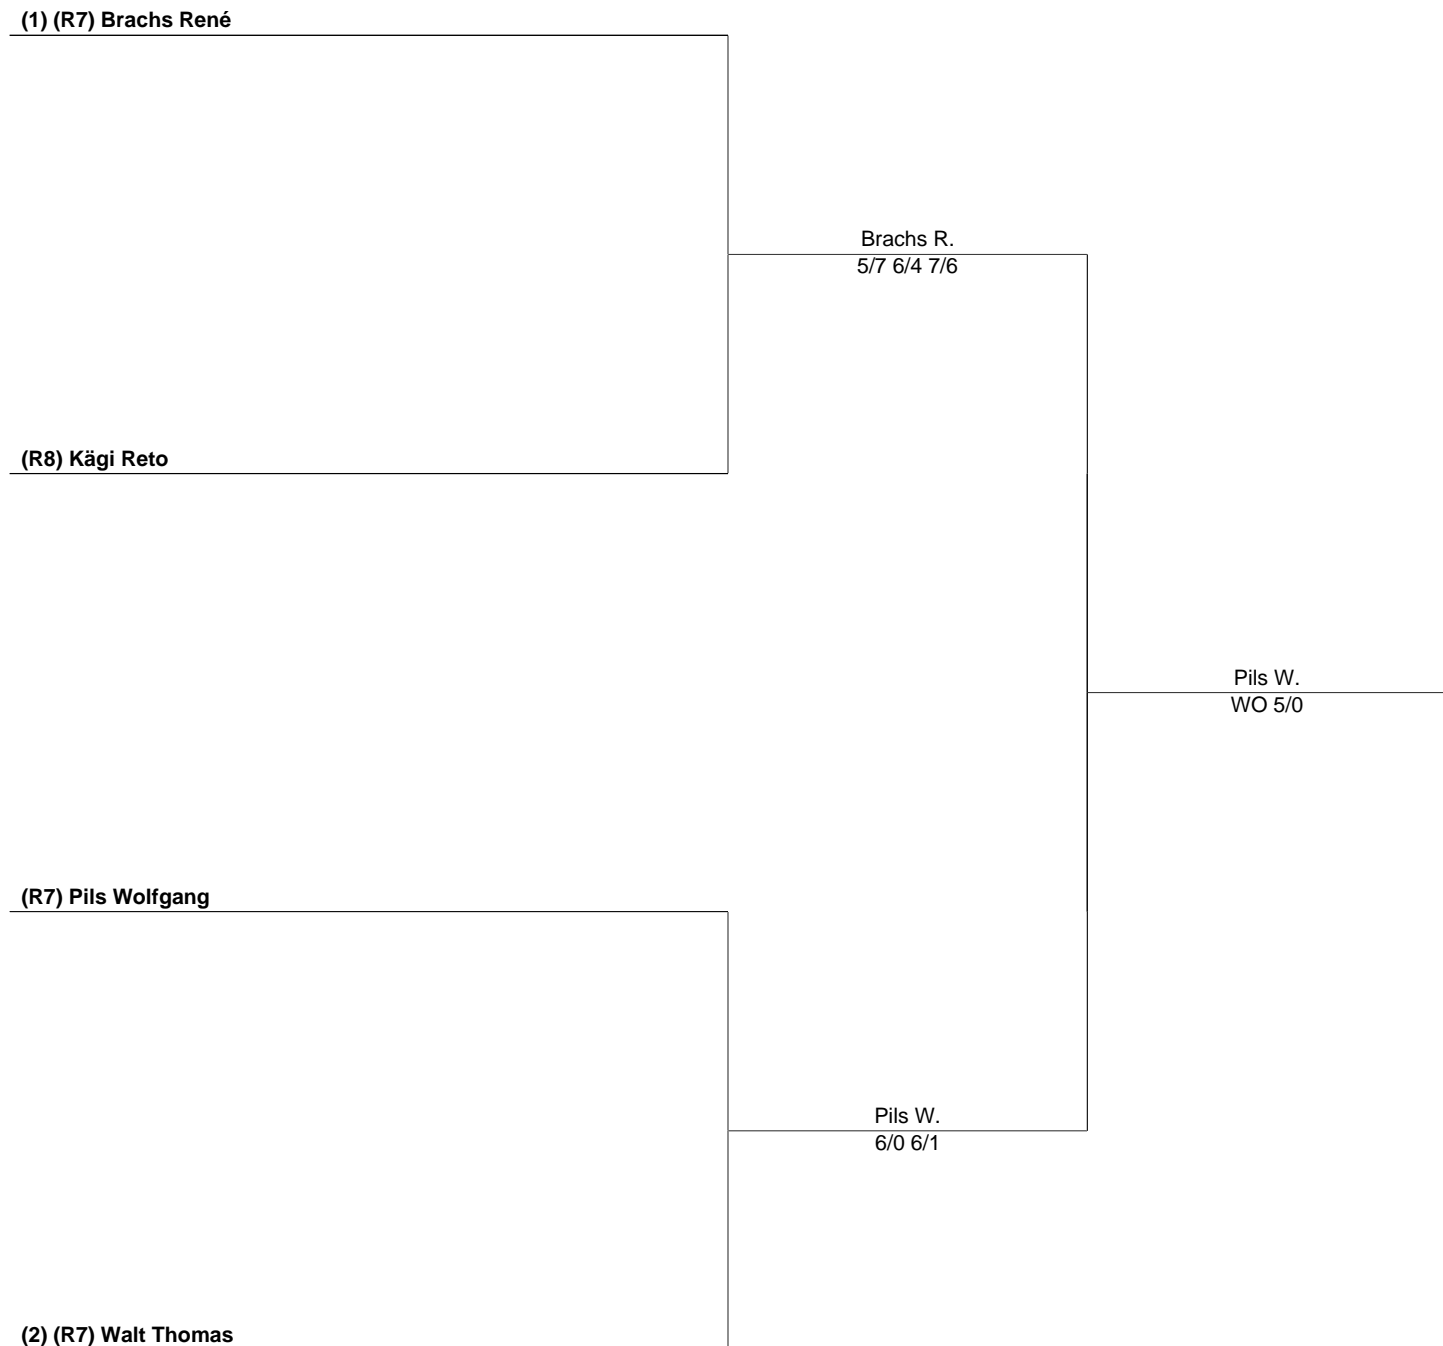 (1) (R7) Brachs René
Brachs R.
5/7 6/4 7/6
(R8) Kägi Reto
Pils W.
WO 5/0
(R7) Pils Wolfgang
Pils W.
6/0 6/1
(2) (R7) Walt Thomas